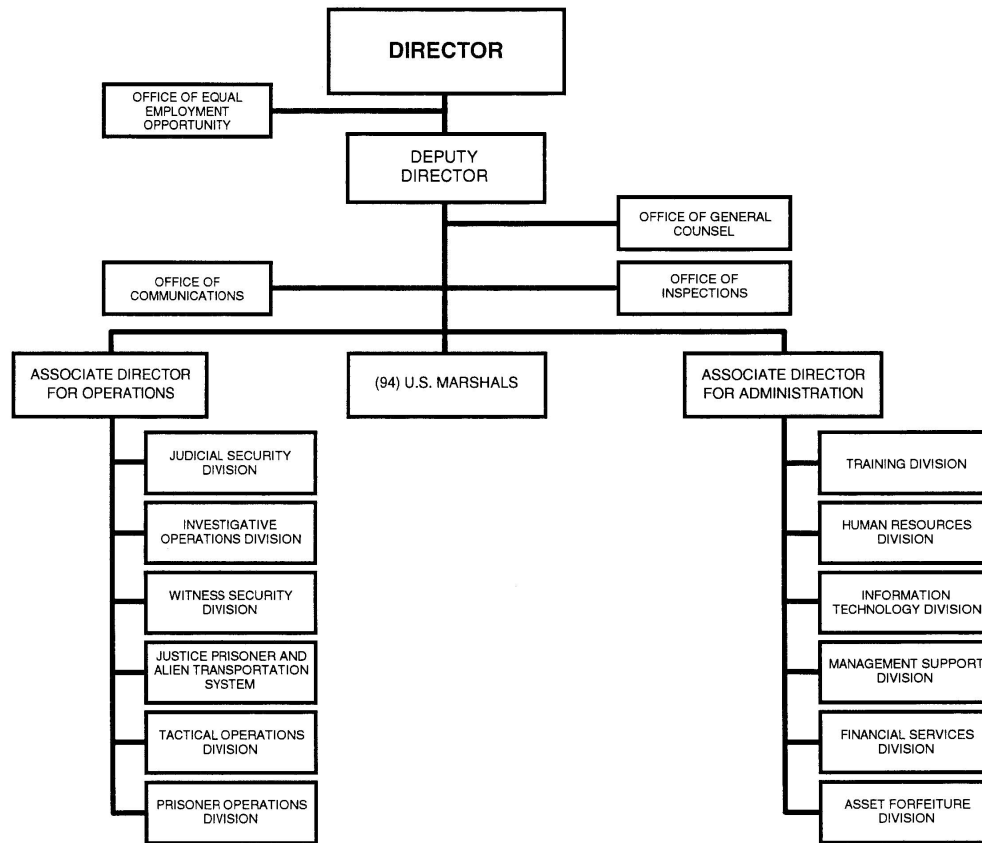 DIRECTOR
OFFICE OF EQUAL
EMPLOYMENT
OPPORTUNITY
DEPUTY
DIRECTOR
OFFICE OF GENERAL
COUNSEL
OFFICE OF
COMMUNICATIONS
OFFICE OF
INSPECTIONS
ASSOCIATE DIRECTOR
FOR OPERATIONS
(94) U.S. MARSHALS
ASSOCIATE DIRECTOR
FOR ADMINISTRATION
JUDICIAL SECURITY
DIVISION
INVESTIGATIVE
OPERATIONS DIVISION
WITNESS SECURITY
DIVISION
JUSTICE PRISONER AND
ALIEN TRANSPORTATION
SYSTEM
TACTICAL OPERATIONS
DIVISION
PRISONER OPERATIONS
DIVISION
TRAINING DIVISION
HUMAN RESOURCES
DIVISION
INFORMATION
TECHNOLOGY DIVISION
MANAGEMENT SUPPORT
DIVISION
FINANCIAL SERVICES
DIVISION
ASSET FORFEITURE
DIVISION